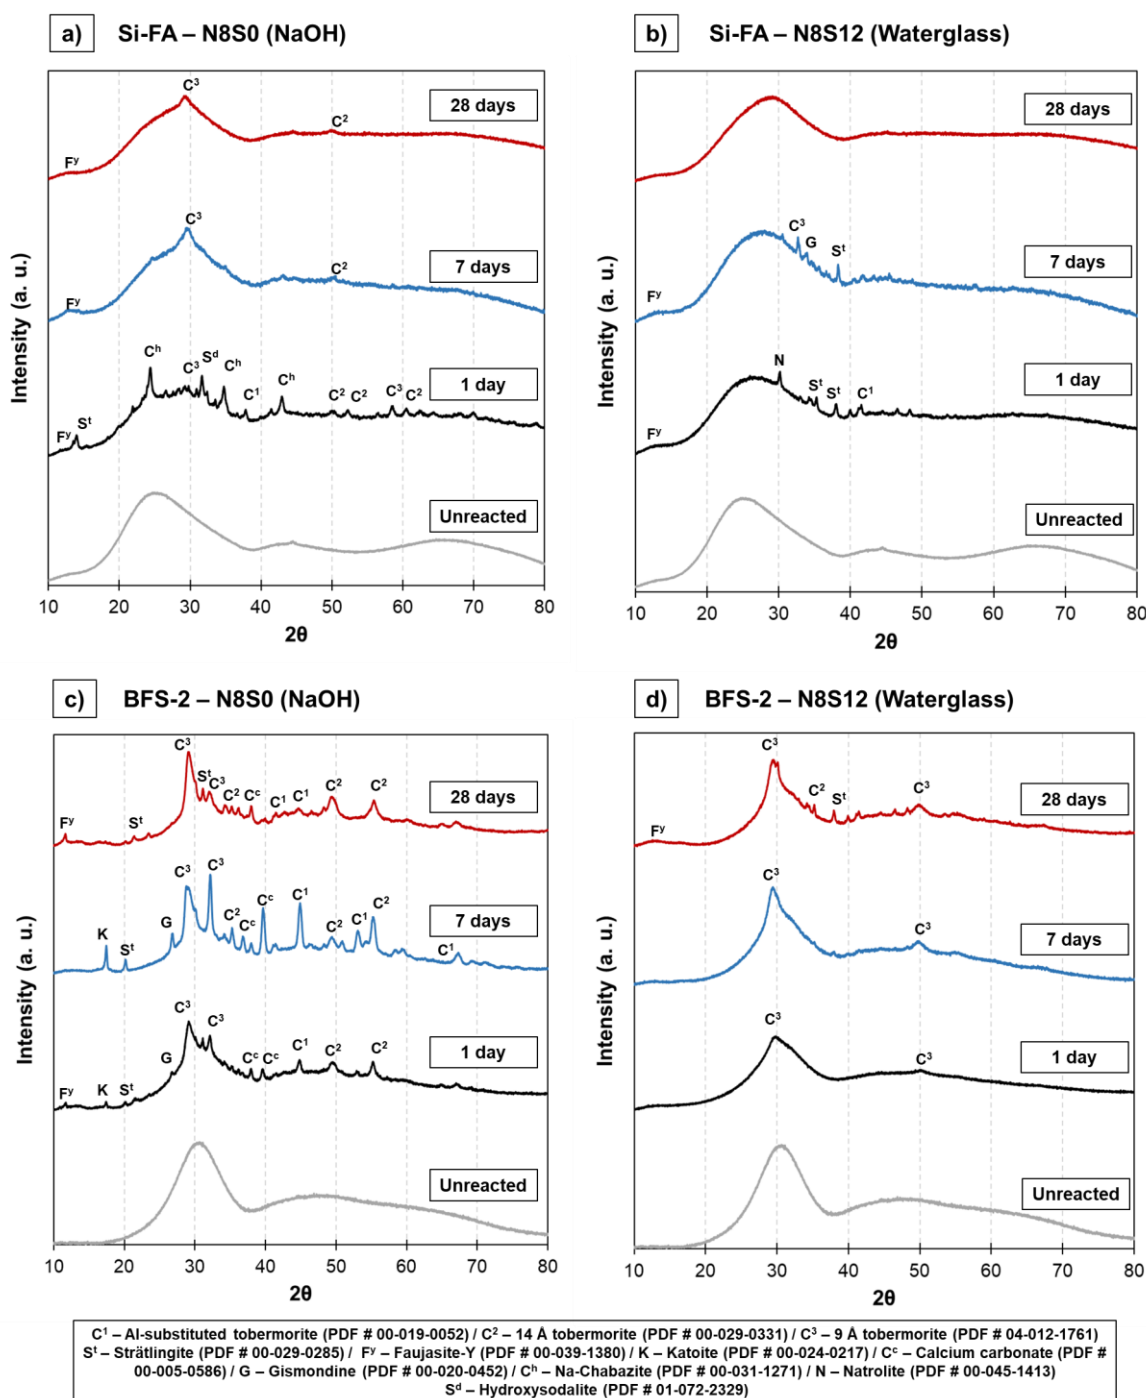 a) Si-FA – N8S0 (NaOH)
Intensity (a. u.)
C³
28 days
C²
Fʸ
C³
7 days
C²
Fʸ
Cʰ
Sᵈ
C³
Cʰ
1 day
C¹
Cʰ
C²
C²
C³
C²
Sᵗ
Fʸ
Unreacted
10 20 30 40 50 60 70 80
2θ
b) Si-FA – N8S12 (Waterglass)
Intensity (a. u.)
28 days
C³
G
Sᵗ
7 days
Fʸ
N
1 day
Sᵗ
Sᵗ
C¹
Fʸ
Unreacted
10 20 30 40 50 60 70 80
2θ
c) BFS-2 – N8S0 (NaOH)
Intensity (a. u.)
C³
Sᵗ
C³
C²
Cᶜ
C¹
C¹
C²
C²
28 days
Fʸ
Sᵗ
C³
C³
C²
Cᶜ
Cᶜ
C¹
C²
C¹
C²
7 days
K
Sᵗ
G
C¹
C³
C³
G
Cᶜ
Cᶜ
C¹
C²
C²
1 day
Fʸ
K
Sᵗ
Unreacted
10 20 30 40 50 60 70 80
2θ
d) BFS-2 – N8S12 (Waterglass)
Intensity (a. u.)
C³
C²
Sᵗ
C³
28 days
Fʸ
C³
C³
7 days
C³
C³
1 day
Unreacted
10 20 30 40 50 60 70 80
2θ
C¹ – Al-substituted tobermorite (PDF # 00-019-0052) / C² – 14 Å tobermorite (PDF # 00-029-0331) / C³ – 9 Å tobermorite (PDF # 04-012-1761)
Sᵗ – Strätlingite (PDF # 00-029-0285) / Fʸ – Faujasite-Y (PDF # 00-039-1380) / K – Katoite (PDF # 00-024-0217) / Cᶜ – Calcium carbonate (PDF #
00-005-0586) / G – Gismondine (PDF # 00-020-0452) / Cʰ – Na-Chabazite (PDF # 00-031-1271) / N – Natrolite (PDF # 00-045-1413)
Sᵈ – Hydroxysodalite (PDF # 01-072-2329)